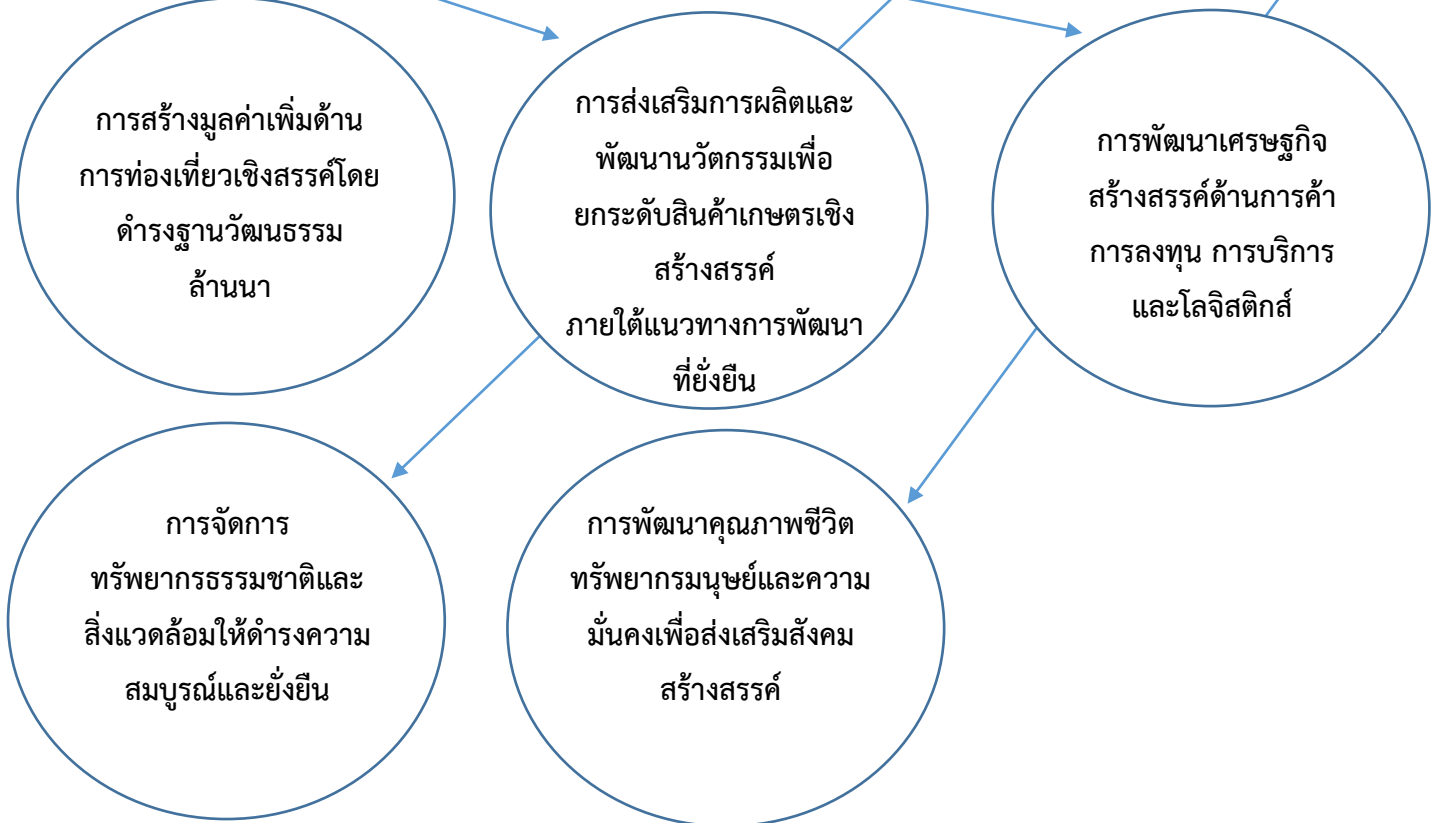 การสร้างมูลค่าเพิ่มด้าน
การท่องเที่ยวเชิงสรรค์โดย
ดำรงฐานวัฒนธรรม
ล้านนา
การส่งเสริมการผลิตและ
พัฒนานวัตกรรมเพื่อ
ยกระดับสินค้าเกษตรเชิง
สร้างสรรค์
ภายใต้แนวทางการพัฒนา
ที่ยั่งยืน
การพัฒนาเศรษฐกิจ
สร้างสรรค์ด้านการค้า
การลงทุน การบริการ
และโลจิสติกส์
การจัดการ
ทรัพยากรธรรมชาติและ
สิ่งแวดล้อมให้ดำรงความ
สมบูรณ์และยั่งยืน
การพัฒนาคุณภาพชีวิต
ทรัพยากรมนุษย์และความ
มั่นคงเพื่อส่งเสริมสังคม
สร้างสรรค์